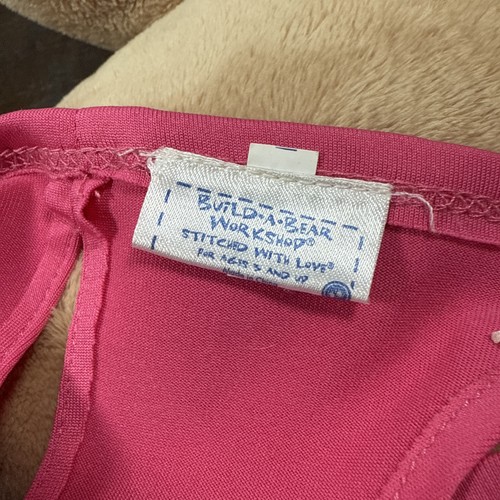 BUILD•A•BEAR
WORKSHOP®
STITCHED WITH LOVE®
FOR AGES 3 AND UP